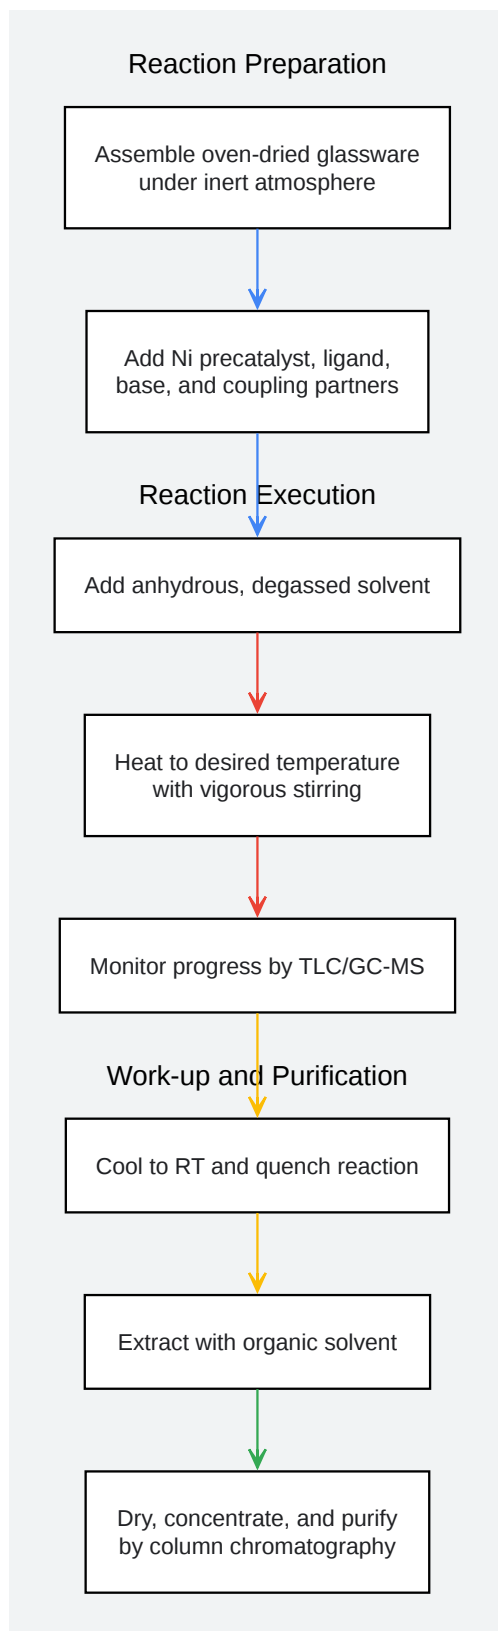 Reaction Preparation
Assemble oven-dried glassware
under inert atmosphere
Add Ni precatalyst, ligand,
base, and coupling partners
Reaction Execution
Add anhydrous, degassed solvent
Heat to desired temperature
with vigorous stirring
Monitor progress by TLC/GC-MS
Work-up and Purification
Cool to RT and quench reaction
Extract with organic solvent
Dry, concentrate, and purify
by column chromatography